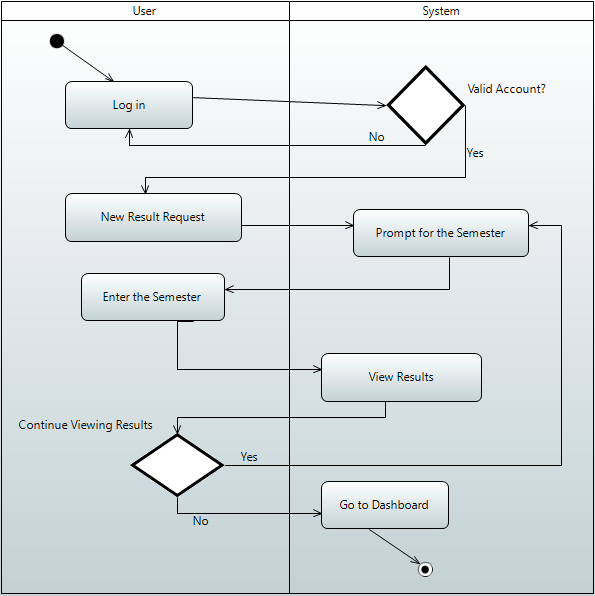 User
System
Log in
Valid Account?
No
Yes
New Result Request
Prompt for the Semester
Enter the Semester
View Results
Continue Viewing Results
Yes
Go to Dashboard
No